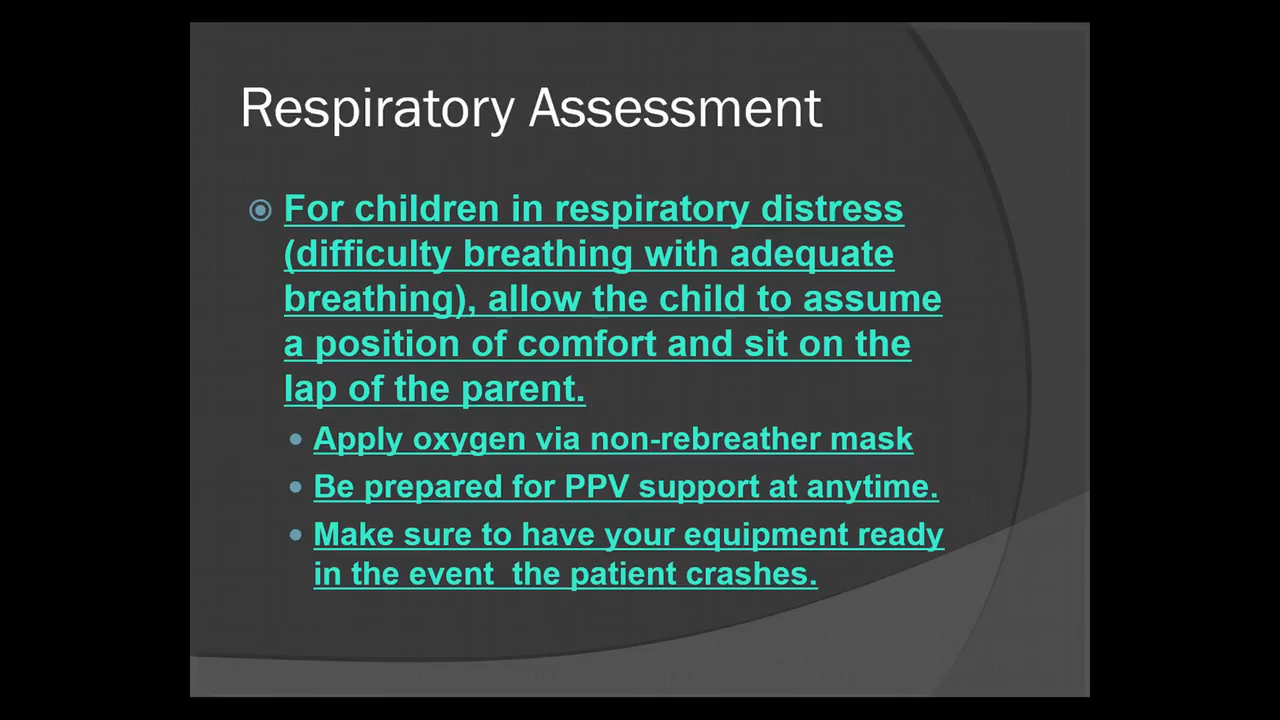 Respiratory Assessment
For children in respiratory distress
(difficulty breathing with adequate
breathing), allow the child to assume
a position of comfort and sit on the
lap of the parent.
Apply oxygen via non-rebreather mask
Be prepared for PPV support at anytime.
Make sure to have your equipment ready
in the event  the patient crashes.